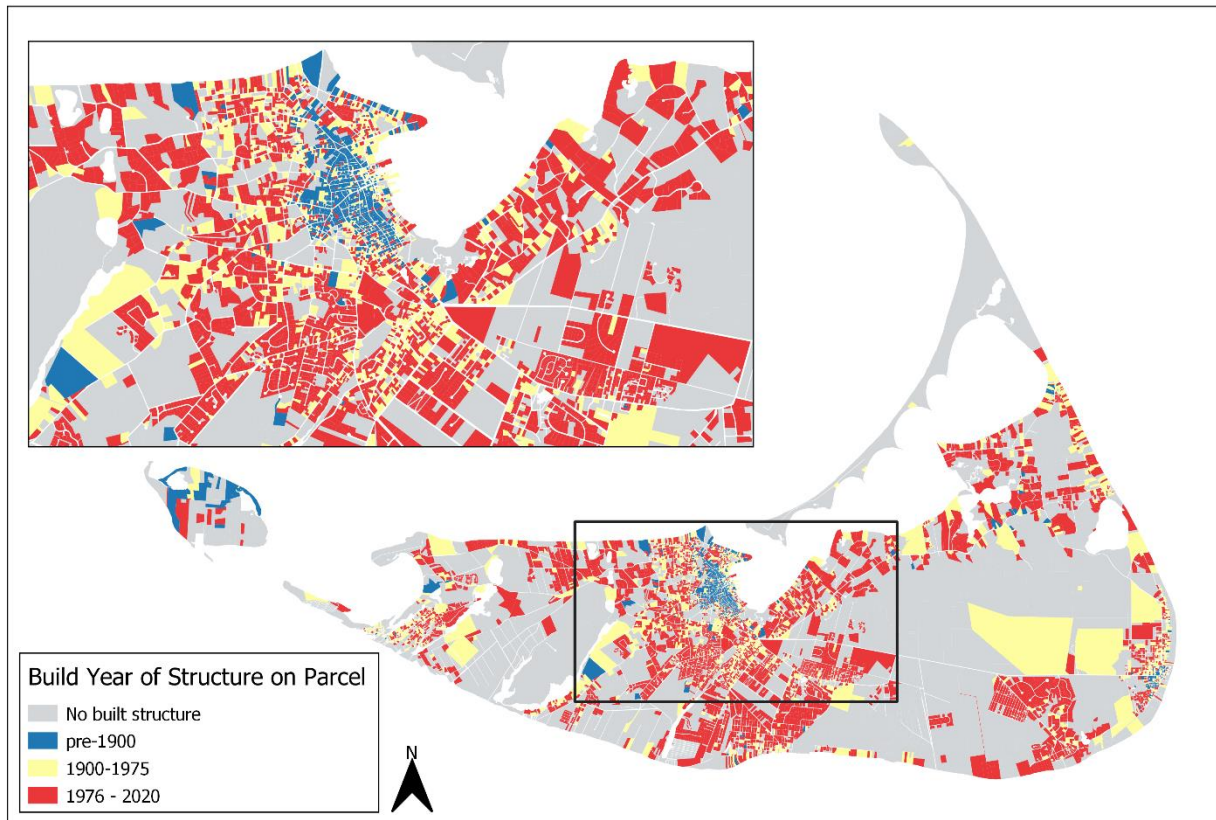 Build Year of Structure on Parcel
No built structure
pre-1900
1900-1975
1976 - 2020
N